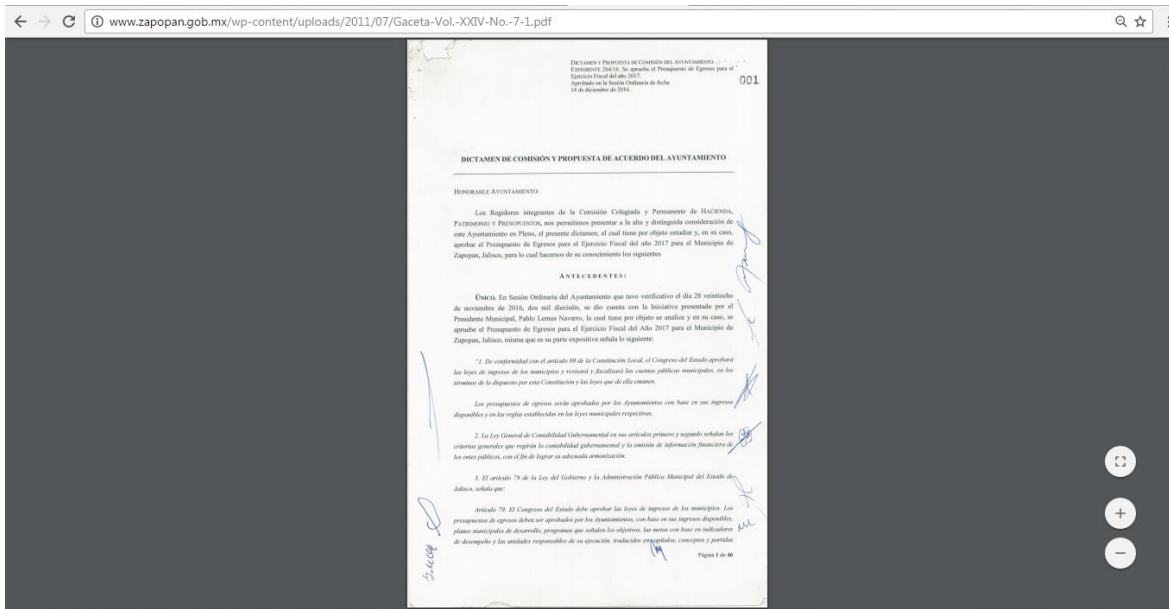 www.zapopan.gob.mx/wp-content/uploads/2011/07/Gaceta-Vol.-XXIV-No.-7-1.pdf
DICTAMEN Y PROPUESTA DE COMISIÓN DEL AYUNTAMIENTO.
EXPEDIENTE 264/16. Se aprueba el Presupuesto de Egresos para el
Ejercicio Fiscal del año 2017.
Aprobado en la Sesión Ordinaria de fecha
14 de diciembre de 2016.
001
DICTAMEN DE COMISIÓN Y PROPUESTA DE ACUERDO DEL AYUNTAMIENTO
HONORABLE AYUNTAMIENTO:
Los Regidores integrantes de la Comisión Colegiada y Permanente de HACIENDA,
PATRIMONIO Y PRESUPUESTOS, nos permitimos presentar a la alta y distinguida consideración de
este Ayuntamiento en Pleno, el presente dictamen, el cual tiene por objeto estudiar y, en su caso,
aprobar el Presupuesto de Egresos para el Ejercicio Fiscal del año 2017 para el Municipio de
Zapopan, Jalisco, para lo cual hacemos de su conocimiento los siguientes
ANTECEDENTES:
ÚNICO. En Sesión Ordinaria del Ayuntamiento que tuvo verificativo el día 28 veintiocho
de noviembre de 2016, dos mil dieciséis, se dio cuenta con la Iniciativa presentada por el
Presidente Municipal, Pablo Lemus Navarro, la cual tiene por objeto se analice y en su caso, se
apruebe el Presupuesto de Egresos para el Ejercicio Fiscal del Año 2017 para el Municipio de
Zapopan, Jalisco, misma que en su parte expositiva señala lo siguiente:
"1. De conformidad con el artículo 89 de la Constitución Local, el Congreso del Estado aprobará
las leyes de ingresos de los municipios y revisará y fiscalizará las cuentas públicas municipales, en los
términos de lo dispuesto por esta Constitución y las leyes que de ella emanen.
Los presupuestos de egresos serán aprobados por los Ayuntamientos con base en sus ingresos
disponibles y en las reglas establecidas en las leyes municipales respectivas.
2. La Ley General de Contabilidad Gubernamental en sus artículos primero y segundo señalan los
criterios generales que regirán la contabilidad gubernamental y la emisión de información financiera de
los entes públicos, con el fin de lograr su adecuada armonización.
3. El artículo 79 de la Ley del Gobierno y la Administración Pública Municipal del Estado de
Jalisco, señala que:
Artículo 79. El Congreso del Estado debe aprobar las leyes de ingresos de los municipios. Los
presupuestos de egresos deben ser aprobados por los Ayuntamientos, con base en sus ingresos disponibles,
planes municipales de desarrollo, programas que señalen los objetivos, las metas con base en indicadores
de desempeño y las unidades responsables de su ejecución, traducidos en capítulos, conceptos y partidas
Página 1 de 46